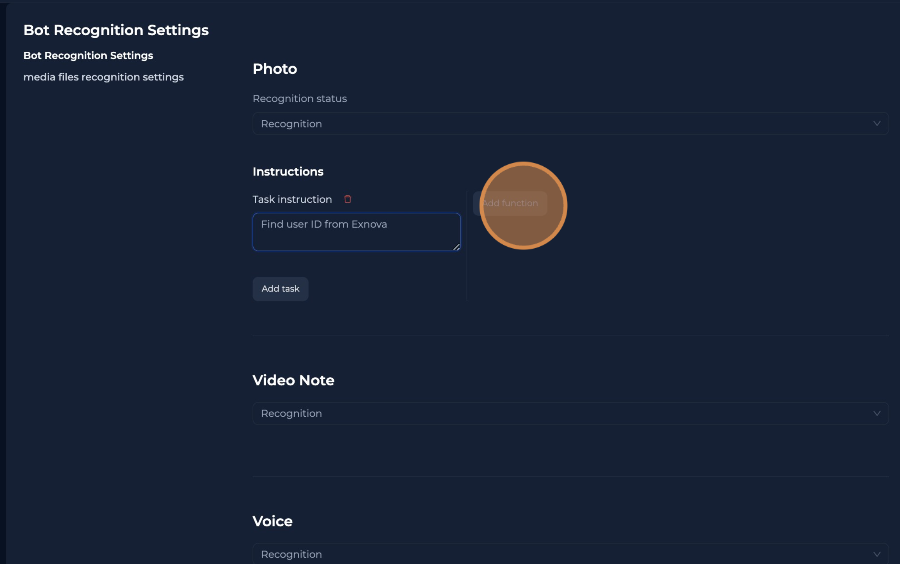 Bot Recognition Settings
Bot Recognition Settings
media files recognition settings
Photo
Recognition status
Recognition
Instructions
Task instruction
Add function
Find user ID from Exnova
Add task
Video Note
Recognition
Voice
Recognition